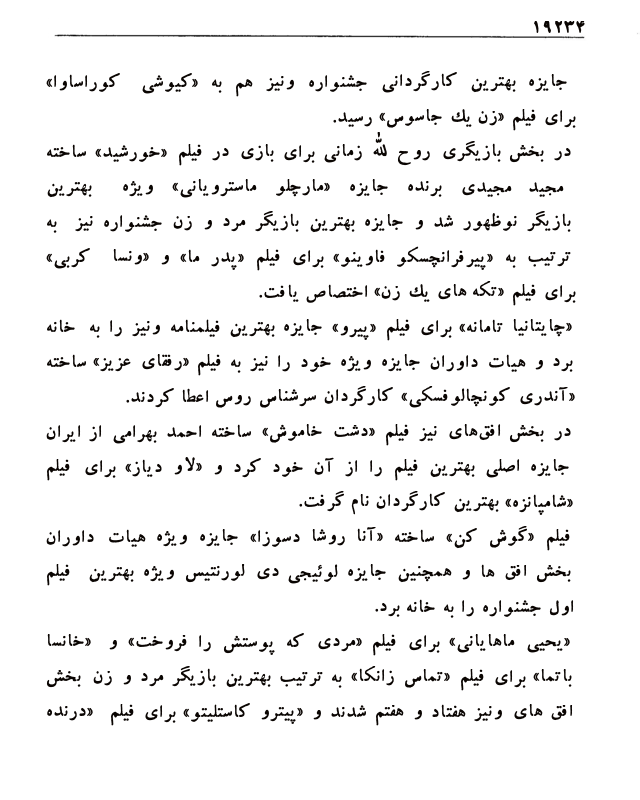 ۱۹۲۳۴
جایزه بهترین کارگردانی جشنواره ونیز هم به «کیوشی کوراساوا»
برای فیلم «زن یك جاسوس» رسید.
در بخش بازیگری روح لله زمانی برای بازی در فیلم «خورشید» ساخته
مجید مجیدی برنده جایزه «مارچلو ماسترویانی» ویژه بهترین
بازیگر نوظهور شد و جایزه بهترین بازیگر مرد و زن جشنواره نیز به
ترتیب به «پیرفرانچسکو فاوینو» برای فیلم «پدر ما» و «ونسا کربی»
برای فیلم «تکه های یك زن» اختصاص یافت.
«چایتانیا تامانه» برای فیلم «پیرو» جایزه بهترین فیلمنامه ونیز را به خانه
برد و هیات داوران جایزه ویژه خود را نیز به فیلم «رفقای عزیز» ساخته
«آندری کونچالوفسکی» کارگردان سرشناس روس اعطا کردند.
در بخش افق‌های نیز فیلم «دشت خاموش» ساخته احمد بهرامی از ایران
جایزه اصلی بهترین فیلم را از آن خود کرد و «لاو دیاز» برای فیلم
«شامپانزه» بهترین کارگردان نام گرفت.
فیلم «گوش کن» ساخته «آنا روشا دسوزا» جایزه ویژه هیات داوران
بخش افق ها و همچنین جایزه لوئیجی دی لورنتیس ویژه بهترین فیلم
اول جشنواره را به خانه برد.
«یحیی ماهایانی» برای فیلم «مردی که پوستش را فروخت» و «خانسا
باتما» برای فیلم «تماس زانکا» به ترتیب بهترین بازیگر مرد و زن بخش
افق های ونیز هفتاد و هفتم شدند و «پیترو کاستلیتو» برای فیلم «درنده